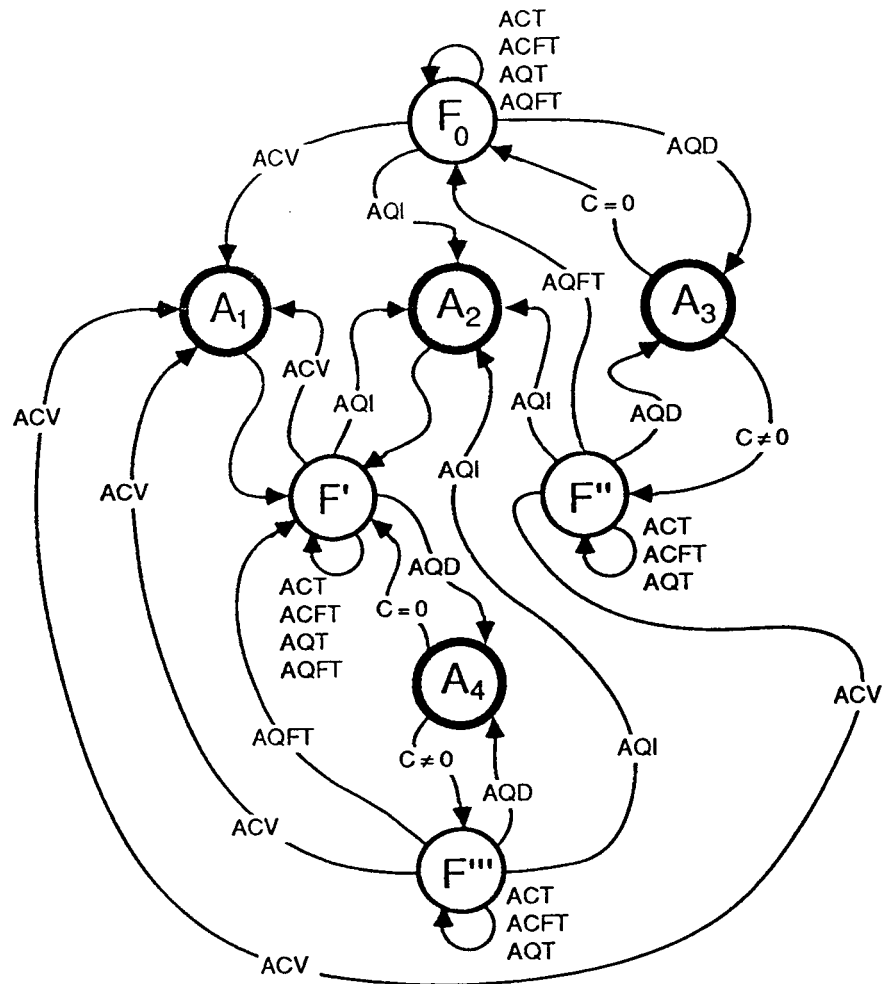 ACT
ACFT
AQT
AQFT
F0
ACV
AQD
AQI
C = 0
AQFT
A1
A2
A3
ACV
AQI
AQI
AQD
C ≠ 0
ACV
ACV
AQI
F'
F''
ACT
ACFT
AQT
AQD
ACT
ACFT
AQT
AQFT
C = 0
A4
ACV
AQFT
C ≠ 0
AQD
AQI
ACV
F'''
ACT
ACFT
AQT
ACV